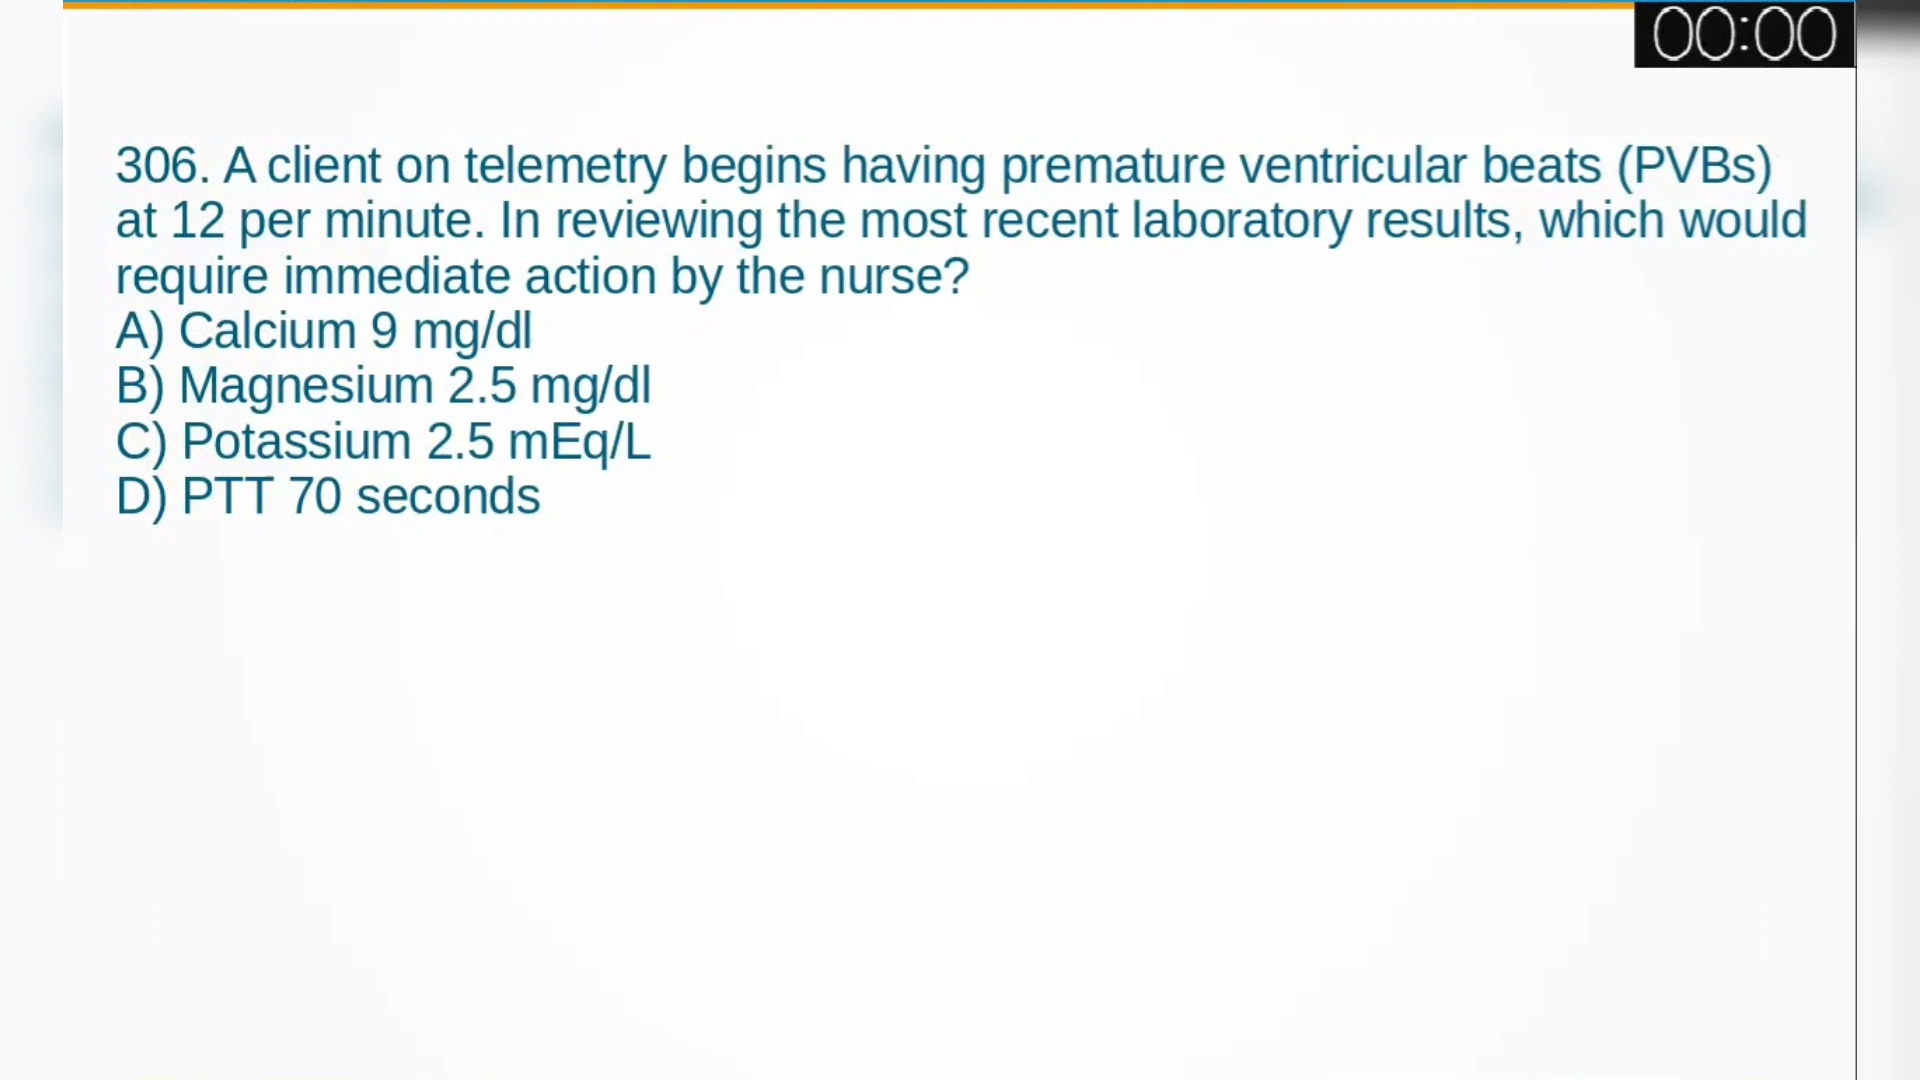 00:00
306. A client on telemetry begins having premature ventricular beats (PVBs)
at 12 per minute. In reviewing the most recent laboratory results, which would
require immediate action by the nurse?
A) Calcium 9 mg/dl
B) Magnesium 2.5 mg/dl
C) Potassium 2.5 mEq/L
D) PTT 70 seconds